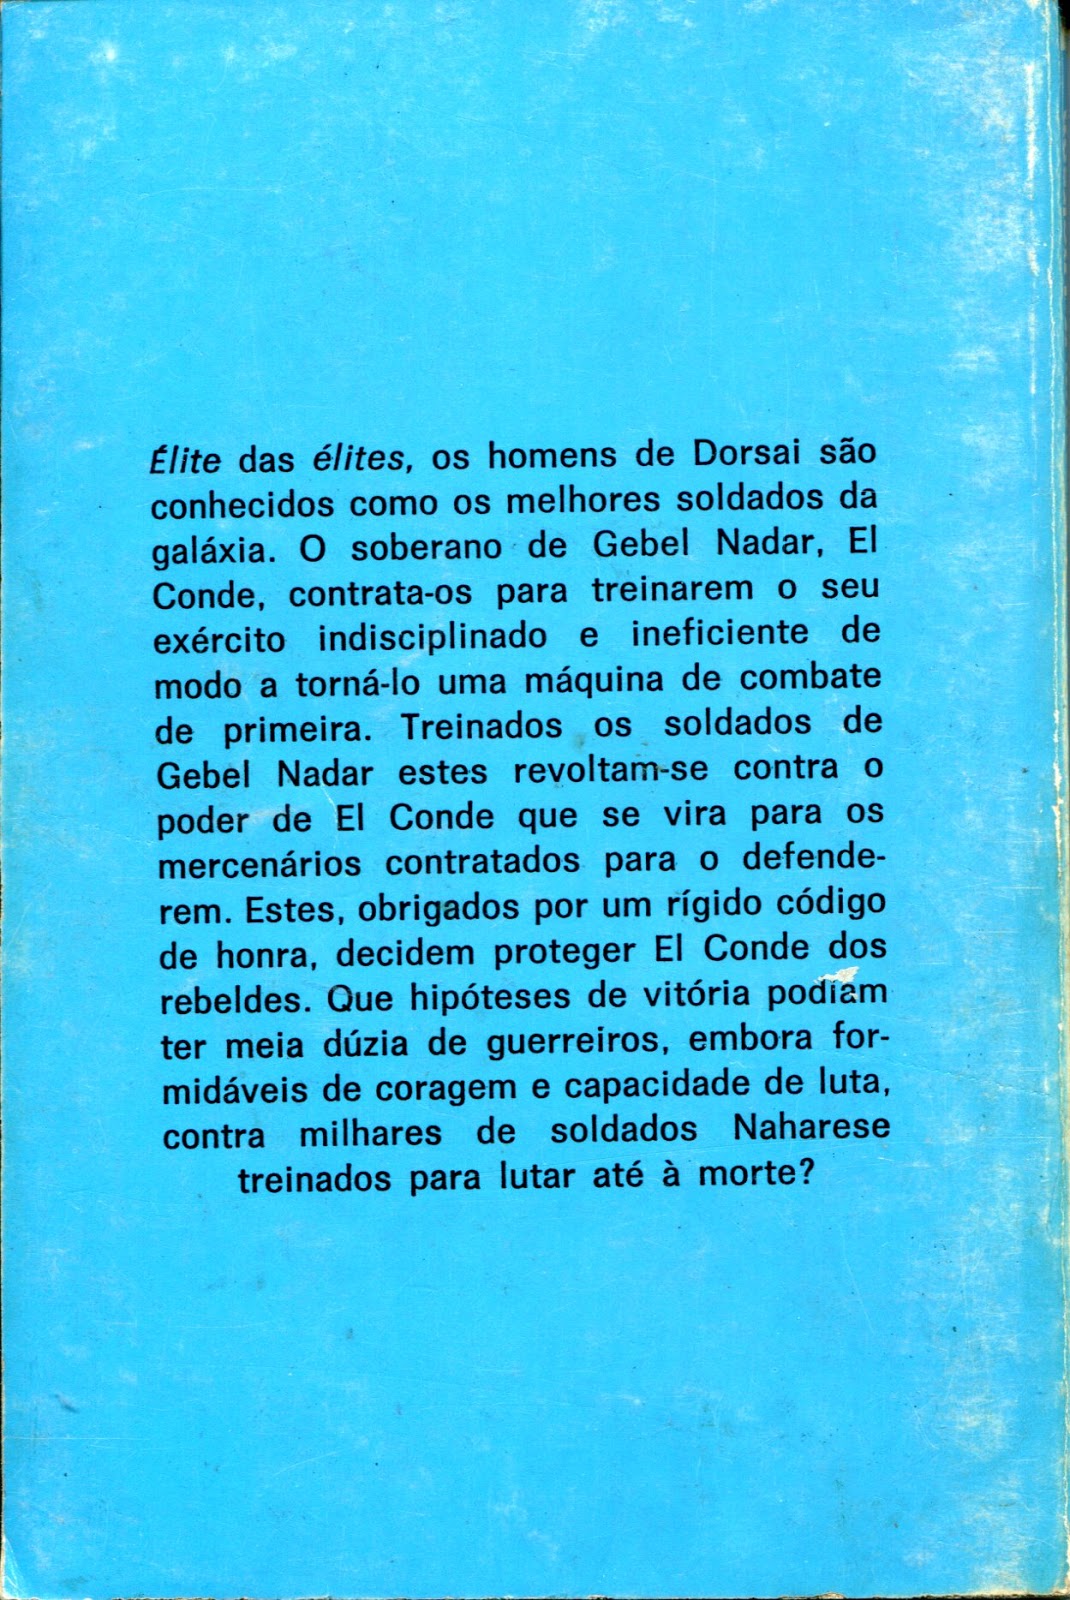 Élite das élites, os homens de Dorsai são
conhecidos como os melhores soldados da
galáxia. O soberano de Gebel Nadar, El
Conde, contrata-os para treinarem o seu
exército indisciplinado e ineficiente de
modo a torná-lo uma máquina de combate
de primeira. Treinados os soldados de
Gebel Nadar estes revoltam-se contra o
poder de El Conde que se vira para os
mercenários contratados para o defende-
rem. Estes, obrigados por um rígido código
de honra, decidem proteger El Conde dos
rebeldes. Que hipóteses de vitória podiam
ter meia dúzia de guerreiros, embora for-
midáveis de coragem e capacidade de luta,
contra milhares de soldados Naharese
treinados para lutar até à morte?